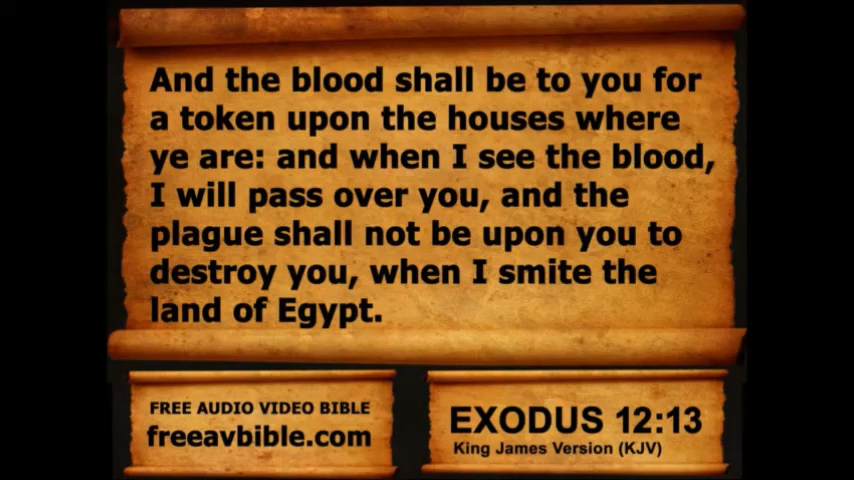 And the blood shall be to you for
a token upon the houses where
ye are: and when I see the blood,
I will pass over you, and the
plague shall not be upon you to
destroy you, when I smite the
land of Egypt.
FREE AUDIO VIDEO BIBLE
freeavbible.com
EXODUS 12:13
King James Version (KJV)